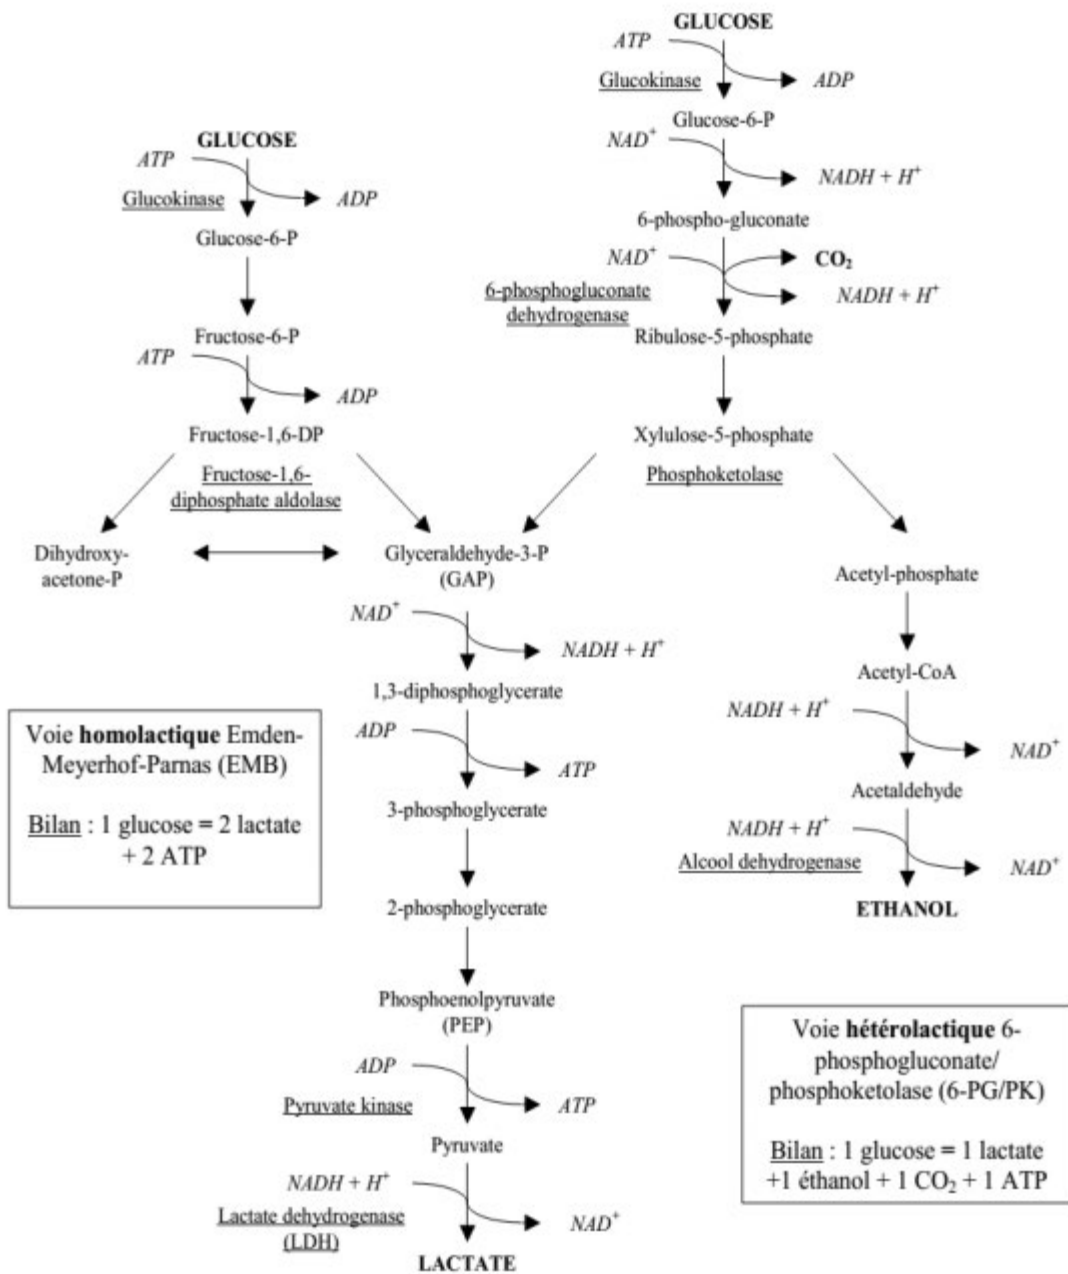 GLUCOSE
ATP
Glucokinase
ADP
Glucose-6-P
Fructose-6-P
ATP
ADP
Fructose-1,6-DP
Fructose-1,6-
diphosphate aldolase
Dihydroxy-
acetone-P
Glyceraldehyde-3-P
(GAP)
NAD+
NADH + H+
1,3-diphosphoglycerate
ADP
ATP
3-phosphoglycerate
2-phosphoglycerate
Phosphoenolpyruvate
(PEP)
ADP
Pyruvate kinase
ATP
Pyruvate
NADH + H+
Lactate dehydrogenase
(LDH)
NAD+
LACTATE
GLUCOSE
ATP
Glucokinase
ADP
Glucose-6-P
NAD+
NADH + H+
6-phospho-gluconate
NAD+
CO2
6-phosphogluconate
dehydrogenase
NADH + H+
Ribulose-5-phosphate
Xylulose-5-phosphate
Phosphoketolase
Acetyl-phosphate
Acetyl-CoA
NADH + H+
NAD+
Acetaldehyde
NADH + H+
Alcool dehydrogenase
NAD+
ETHANOL
Voie homolactique Emden-
Meyerhof-Parnas (EMB)
Bilan : 1 glucose = 2 lactate
+ 2 ATP
Voie hétérolactique 6-
phosphogluconate/
phosphoketolase (6-PG/PK)
Bilan : 1 glucose = 1 lactate
+1 éthanol + 1 CO2 + 1 ATP